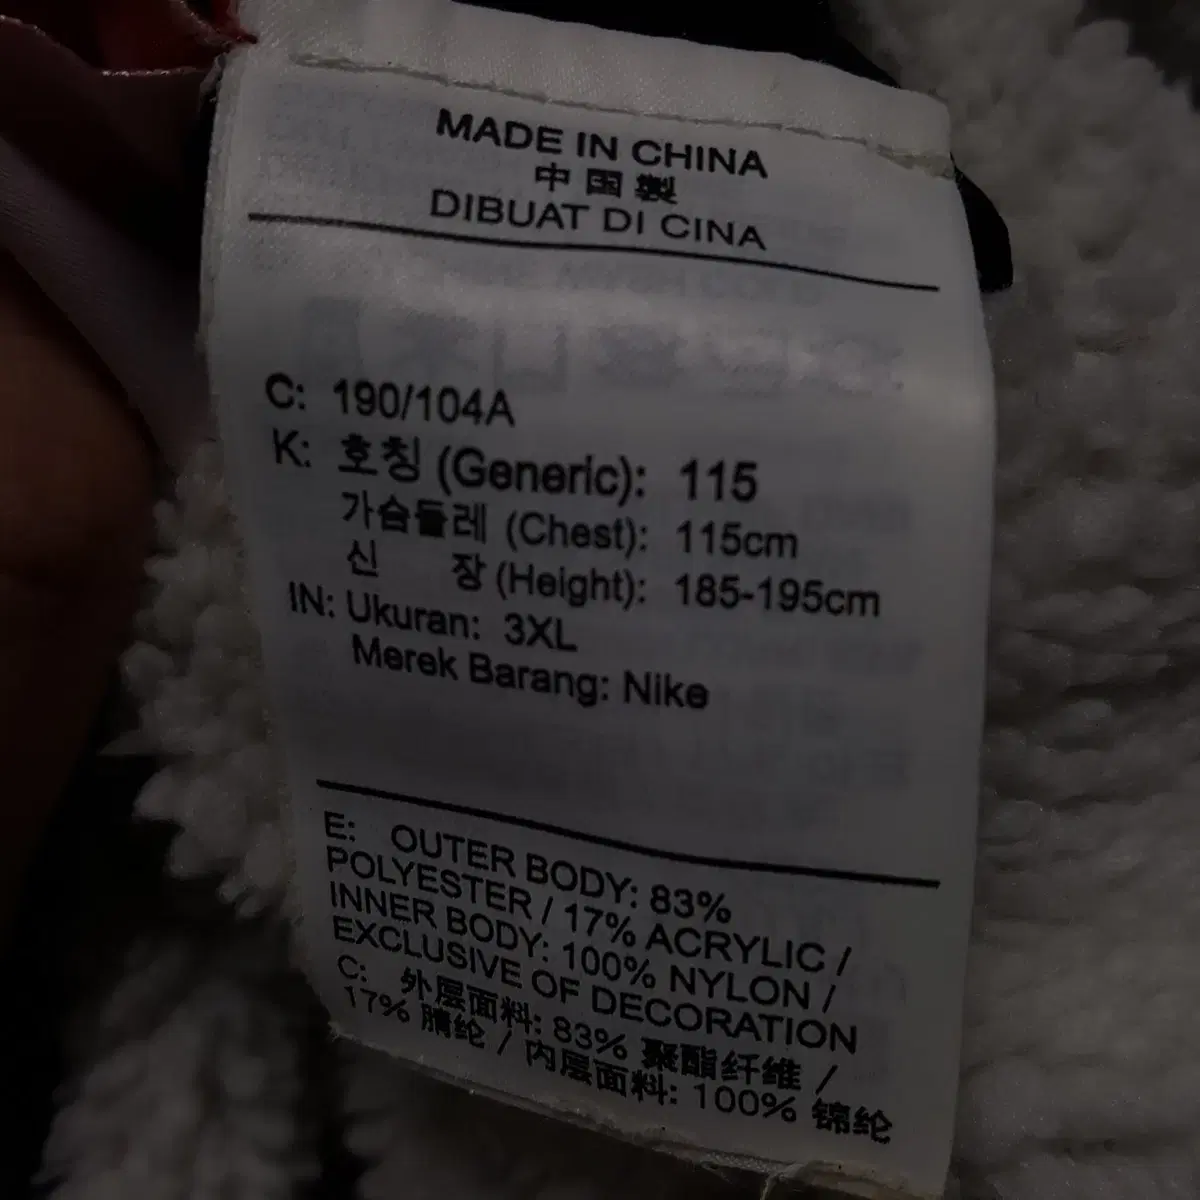 MADE IN CHINA
中国製
DIBUAT DI CINA
C: 190/104A
K: 호칭 (Generic): 115
가슴둘레 (Chest): 115cm
신 장 (Height): 185-195cm
IN: Ukuran: 3XL
Merek Barang: Nike
E: OUTER BODY: 83%
POLYESTER / 17% ACRYLIC /
INNER BODY: 100% NYLON /
EXCLUSIVE OF DECORATION
C: 外层面料: 83% 聚酯纤维 /
17% 腈纶 / 内层面料: 100% 锦纶